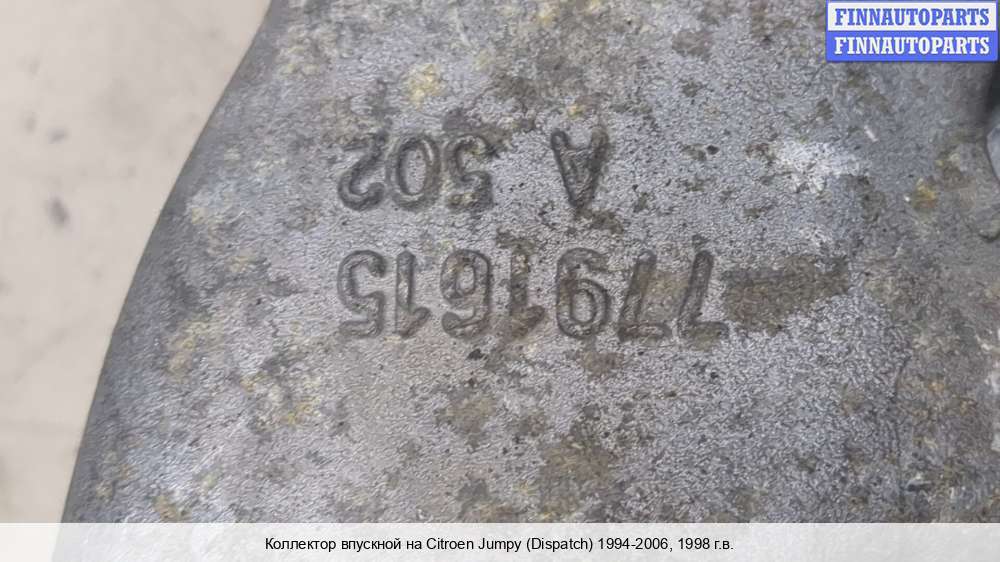 FINNAUTOPARTS
FINNAUTOPARTS
7791615
A 502
Коллектор впускной на Citroen Jumpy (Dispatch) 1994-2006, 1998 г.в.